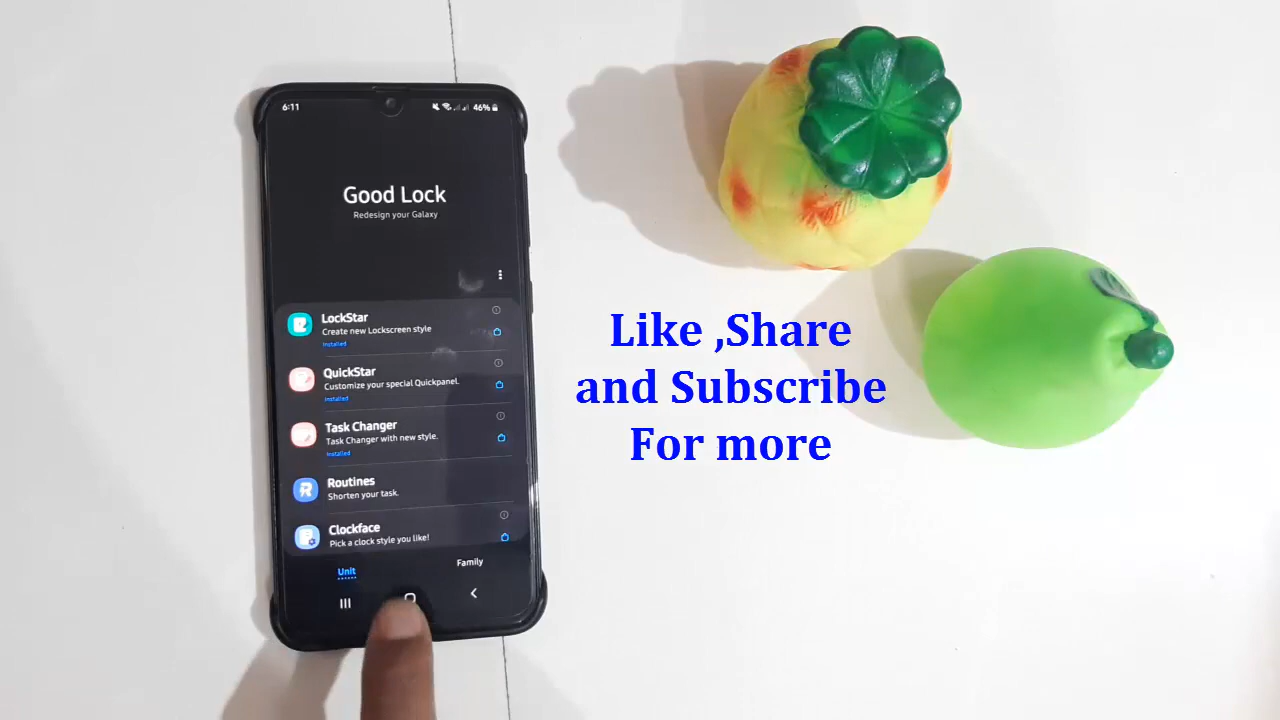 6:11
46%
Good Lock
Redesign your Galaxy
LockStar
Create new Lockscreen style
Installed
QuickStar
Customize your special Quickpanel.
Installed
Task Changer
Task Changer with new style.
Installed
Routines
Shorten your task.
Clockface
Pick a clock style you like!
Unit
Family
Like ,Share
and Subscribe
For more